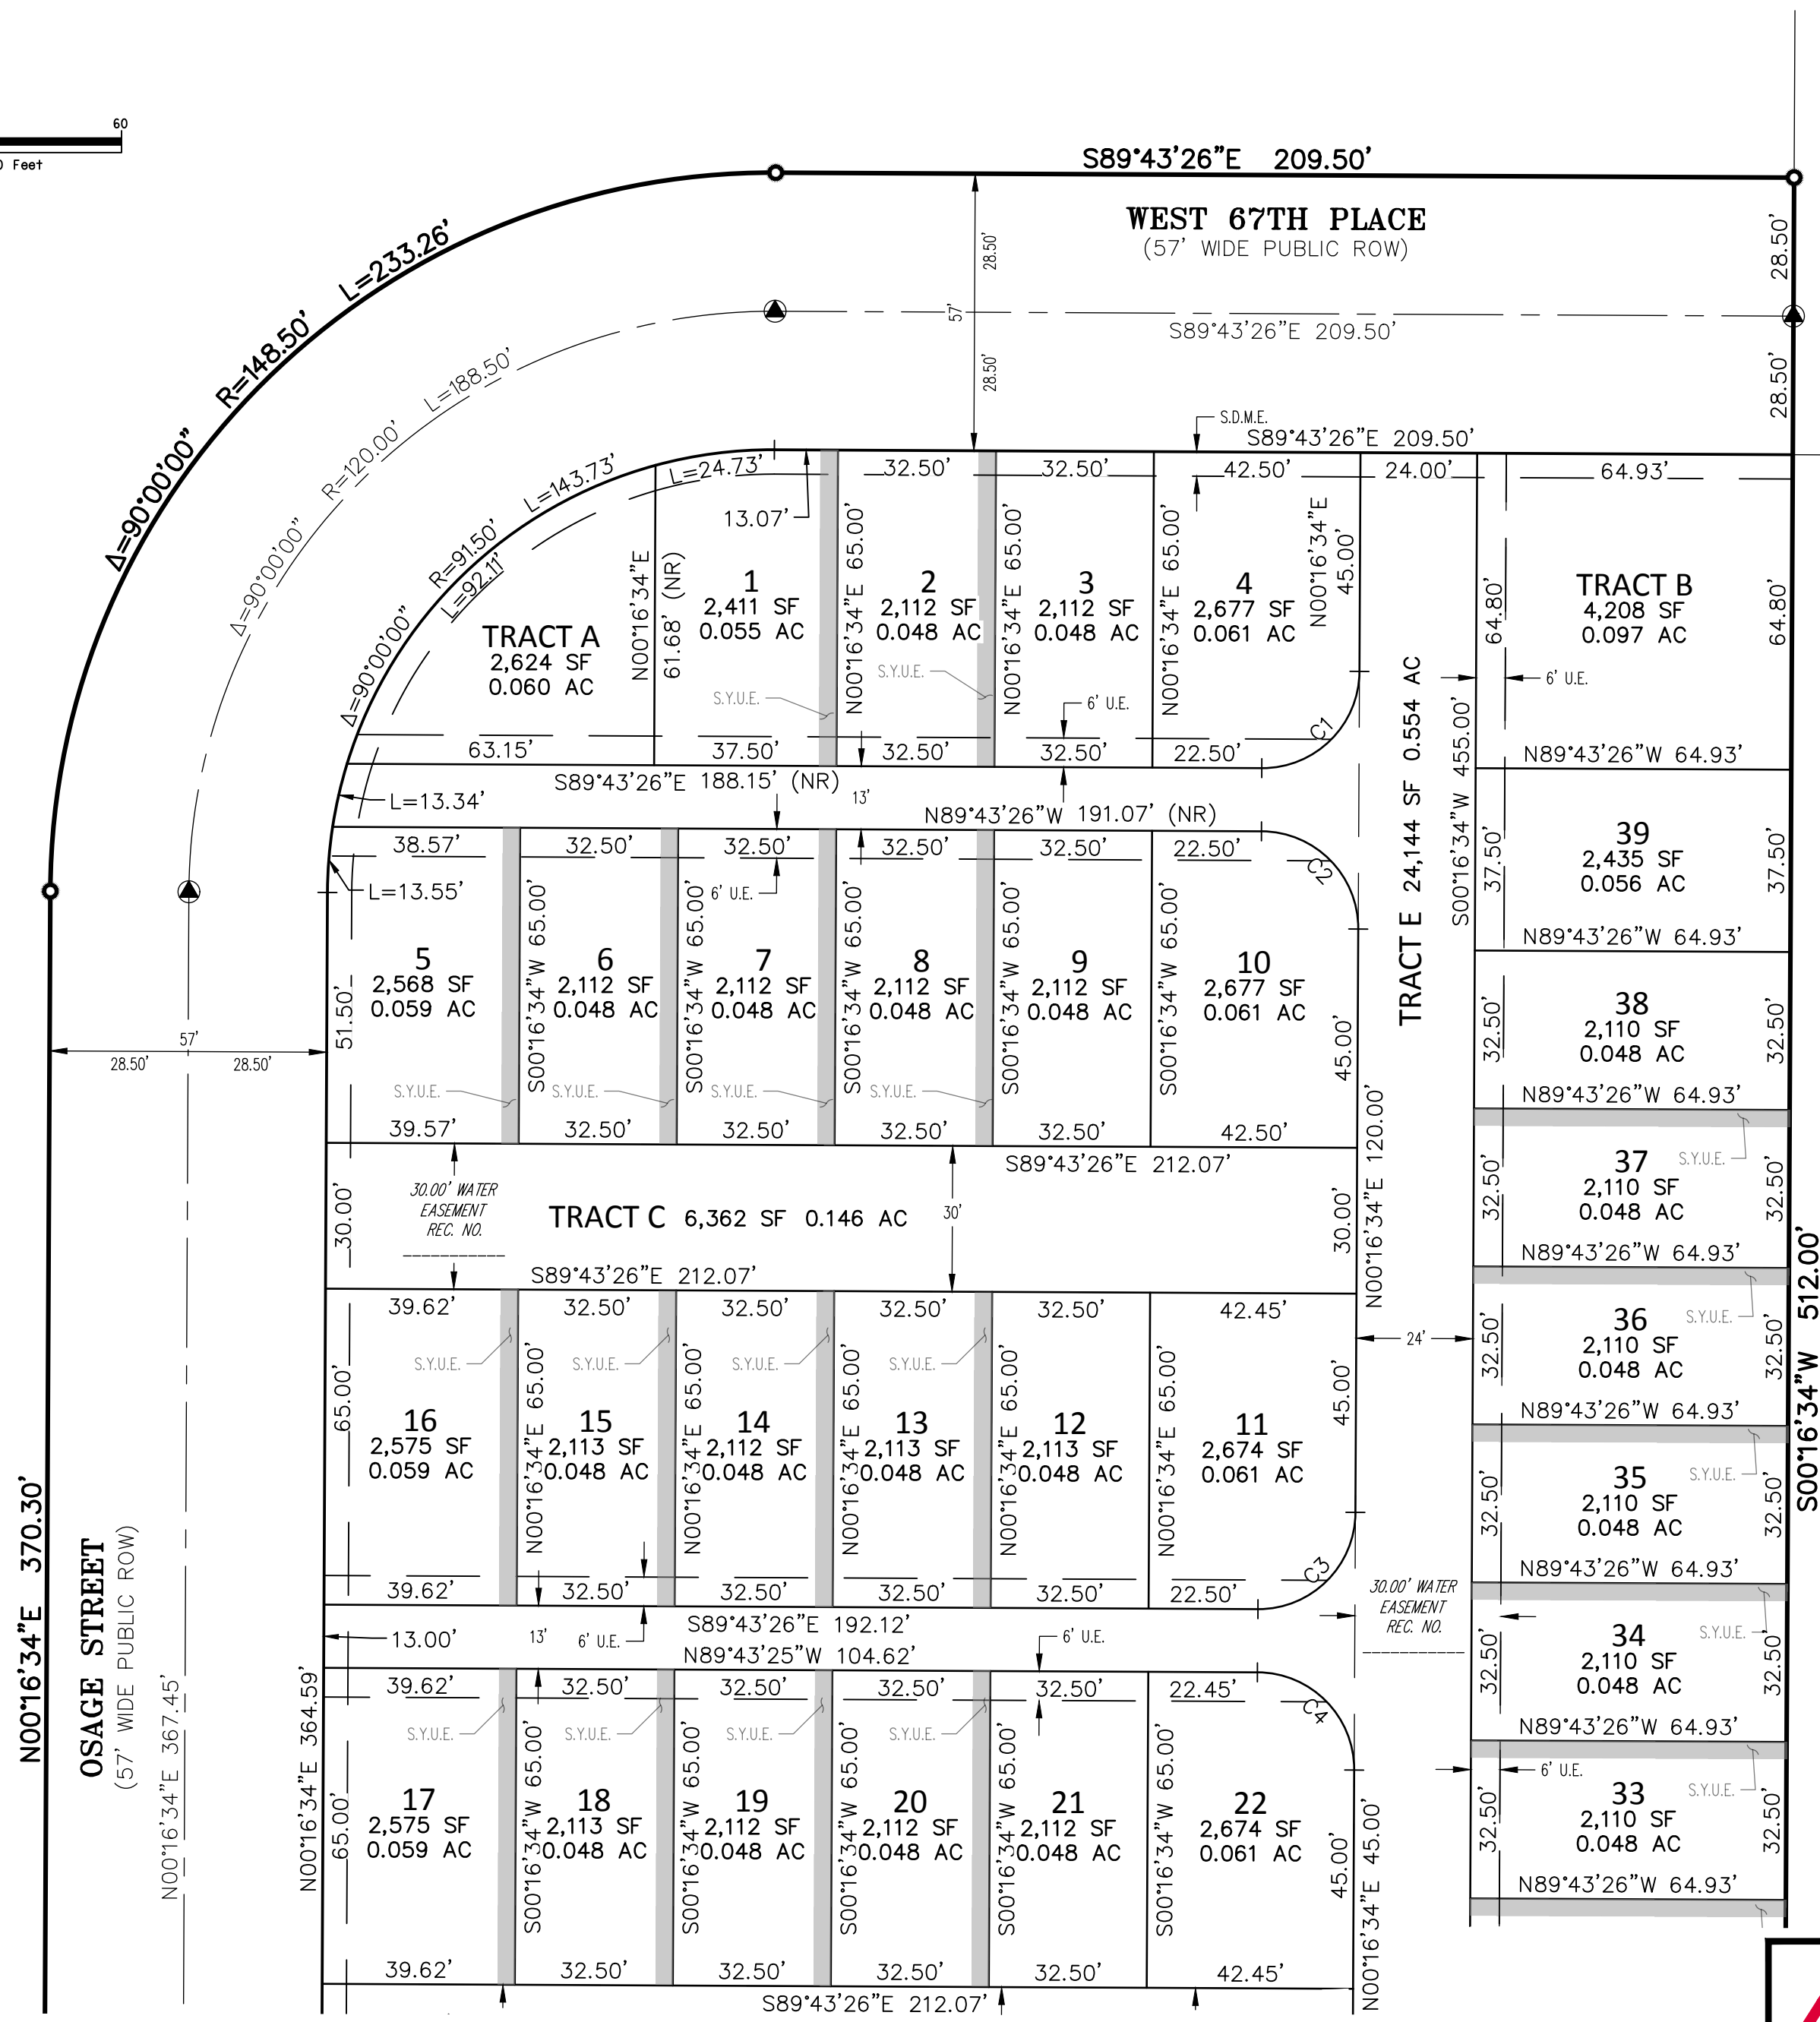 60
0 Feet
S89°43'26"E 209.50'
WEST 67TH PLACE
(57' WIDE PUBLIC ROW)
28.50'
57'
28.50'
28.50'
28.50'
S89°43'26"E 209.50'
L=233.26'
R=148.50'
Δ=90°00'00"
L=188.50'
R=120.00'
Δ=90°00'00"
S.D.M.E.
S89°43'26"E 209.50'
L=143.73'
R=91.50'
L=92.11'
Δ=90°00'00"
L=24.73'
13.07'
32.50'
32.50'
42.50'
24.00'
64.93'
TRACT A
2,624 SF
0.060 AC
N00°16'34"E
61.68' (NR)
1
2,411 SF
0.055 AC
S.Y.U.E.
N00°16'34"E 65.00'
2
2,112 SF
0.048 AC
S.Y.U.E.
N00°16'34"E 65.00'
3
2,112 SF
0.048 AC
6' U.E.
N00°16'34"E 65.00'
4
2,677 SF
0.061 AC
N00°16'34"E
45.00'
C1
64.80'
TRACT B
4,208 SF
0.097 AC
64.80'
6' U.E.
63.15'
37.50'
32.50'
32.50'
22.50'
N89°43'26"W 64.93'
S89°43'26"E 188.15' (NR)
13'
L=13.34'
N89°43'26"W 191.07' (NR)
TRACT E 24,144 SF 0.554 AC
S00°16'34"W 455.00'
38.57'
32.50'
32.50'
32.50'
32.50'
22.50'
C2
L=13.55'
6' U.E.
51.50'
5
2,568 SF
0.059 AC
S.Y.U.E.
S00°16'34"W 65.00'
6
2,112 SF
0.048 AC
S.Y.U.E.
S00°16'34"W 65.00'
7
2,112 SF
0.048 AC
S.Y.U.E.
S00°16'34"W 65.00'
8
2,112 SF
0.048 AC
S.Y.U.E.
S00°16'34"W 65.00'
9
2,112 SF
0.048 AC
S00°16'34"W 65.00'
10
2,677 SF
0.061 AC
45.00'
37.50'
39
2,435 SF
0.056 AC
37.50'
N89°43'26"W 64.93'
32.50'
38
2,110 SF
0.048 AC
32.50'
N89°43'26"W 64.93'
57'
28.50'
28.50'
39.57'
32.50'
32.50'
32.50'
32.50'
42.50'
S89°43'26"E 212.07'
N00°16'34"E 120.00'
30.00'
30.00' WATER
EASEMENT
REC. NO.
TRACT C 6,362 SF 0.146 AC
30'
30.00'
S89°43'26"E 212.07'
S.Y.U.E.
32.50'
37
2,110 SF
0.048 AC
32.50'
N89°43'26"W 64.93'
39.62'
32.50'
32.50'
32.50'
32.50'
42.45'
24'
S.Y.U.E.
32.50'
36
2,110 SF
0.048 AC
32.50'
N89°43'26"W 64.93'
S00°16'34"W 512.00'
65.00'
S.Y.U.E.
16
2,575 SF
0.059 AC
N00°16'34"E 65.00'
S.Y.U.E.
15
2,113 SF
0.048 AC
N00°16'34"E 65.00'
S.Y.U.E.
14
2,112 SF
0.048 AC
N00°16'34"E 65.00'
S.Y.U.E.
13
2,113 SF
0.048 AC
N00°16'34"E 65.00'
12
2,113 SF
0.048 AC
N00°16'34"E 65.00'
11
2,674 SF
0.061 AC
45.00'
C3
S.Y.U.E.
32.50'
35
2,110 SF
0.048 AC
32.50'
N89°43'26"W 64.93'
39.62'
32.50'
32.50'
32.50'
32.50'
22.50'
30.00' WATER
EASEMENT
REC. NO.
S89°43'26"E 192.12'
13.00'
13'
6' U.E.
N89°43'25"W 104.62'
6' U.E.
S.Y.U.E.
32.50'
34
2,110 SF
0.048 AC
32.50'
N89°43'26"W 64.93'
N00°16'34"E 370.30'
OSAGE STREET
(57' WIDE PUBLIC ROW)
N00°16'34"E 367.45'
N00°16'34"E 364.59'
39.62'
32.50'
32.50'
32.50'
32.50'
22.45'
C4
65.00'
S.Y.U.E.
17
2,575 SF
0.059 AC
S00°16'34"W 65.00'
S.Y.U.E.
18
2,113 SF
0.048 AC
S00°16'34"W 65.00'
S.Y.U.E.
19
2,112 SF
0.048 AC
S00°16'34"W 65.00'
S.Y.U.E.
20
2,112 SF
0.048 AC
S00°16'34"W 65.00'
21
2,112 SF
0.048 AC
S00°16'34"W 65.00'
22
2,674 SF
0.061 AC
45.00'
N00°16'34"E 45.00'
6' U.E.
S.Y.U.E.
32.50'
33
2,110 SF
0.048 AC
32.50'
N89°43'26"W 64.93'
39.62'
32.50'
32.50'
32.50'
32.50'
42.45'
S89°43'26"E 212.07'